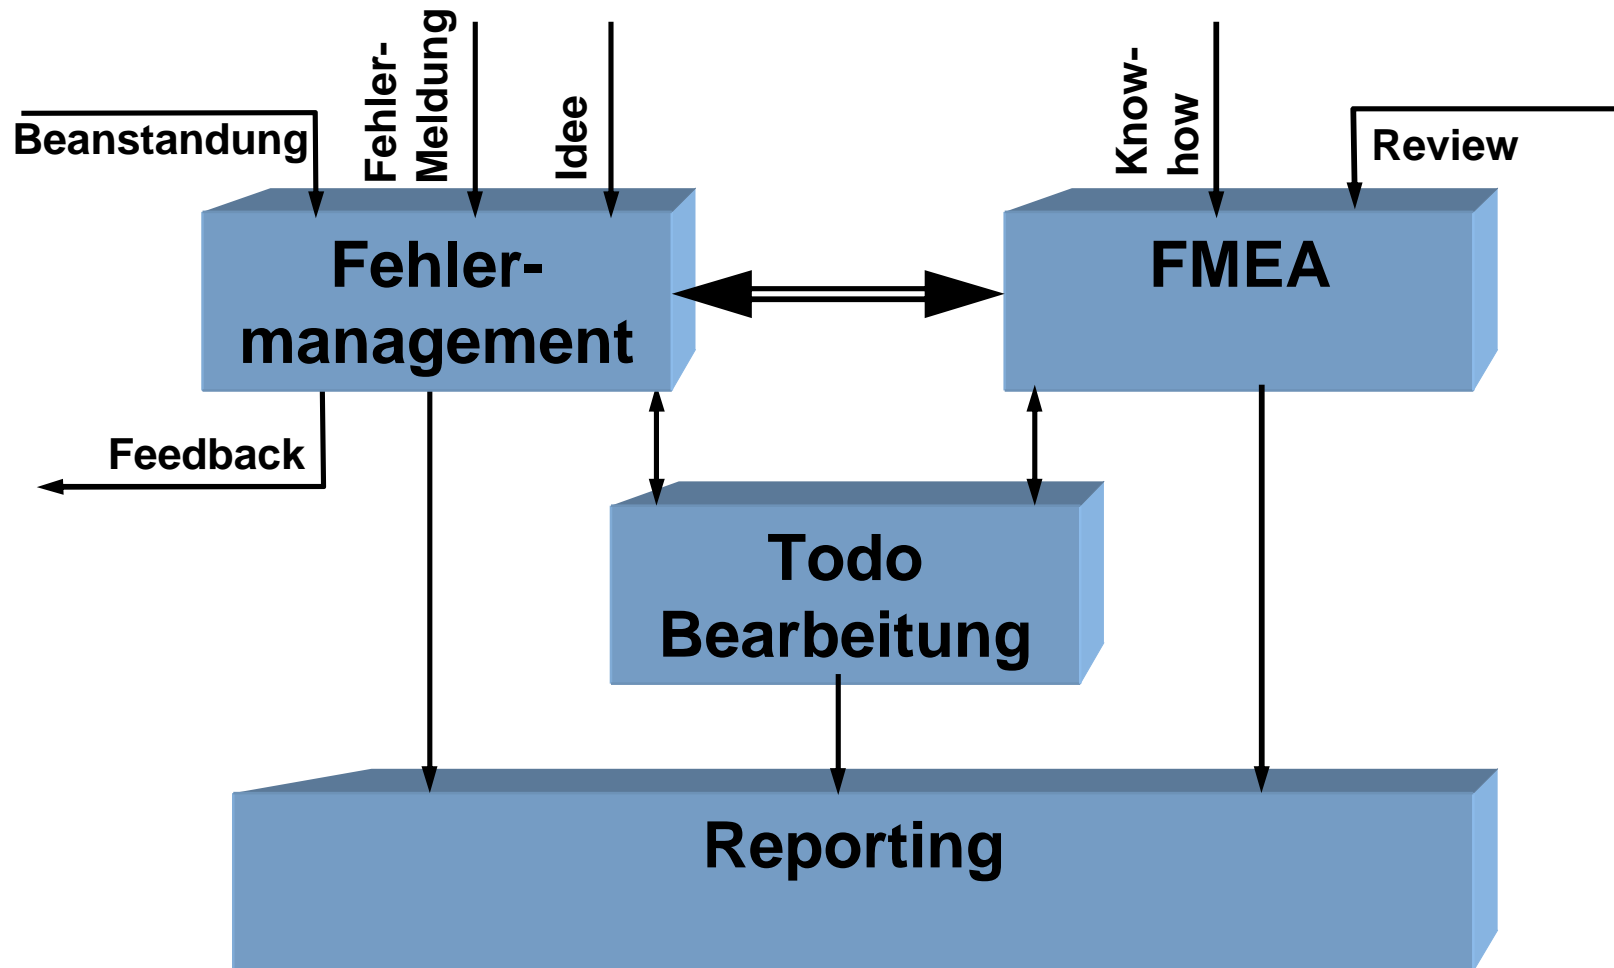 Beanstandung
Fehler-
Meldung
Idee
Know-
how
Review
Fehler-
management
FMEA
Feedback
Todo
Bearbeitung
Reporting